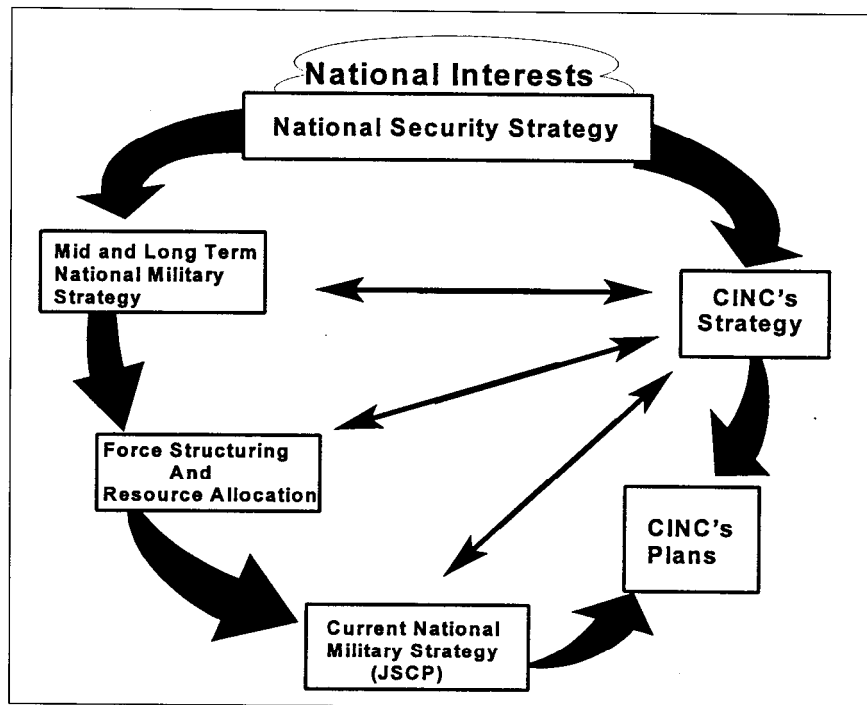 National Interests
National Security Strategy
Mid and Long Term
National Military
Strategy
CINC's
Strategy
Force Structuring
And
Resource Allocation
CINC's
Plans
Current National
Military Strategy
(JSCP)